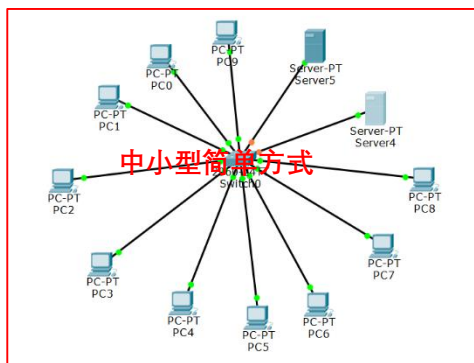 PC-PT
PC9
Server-PT
Server5
PC-PT
PC0
PC-PT
PC1
Server-PT
Server4
中小型简单方式
Switch0
PC-PT
PC2
PC-PT
PC8
PC-PT
PC7
PC-PT
PC3
PC-PT
PC4
PC-PT
PC5
PC-PT
PC6